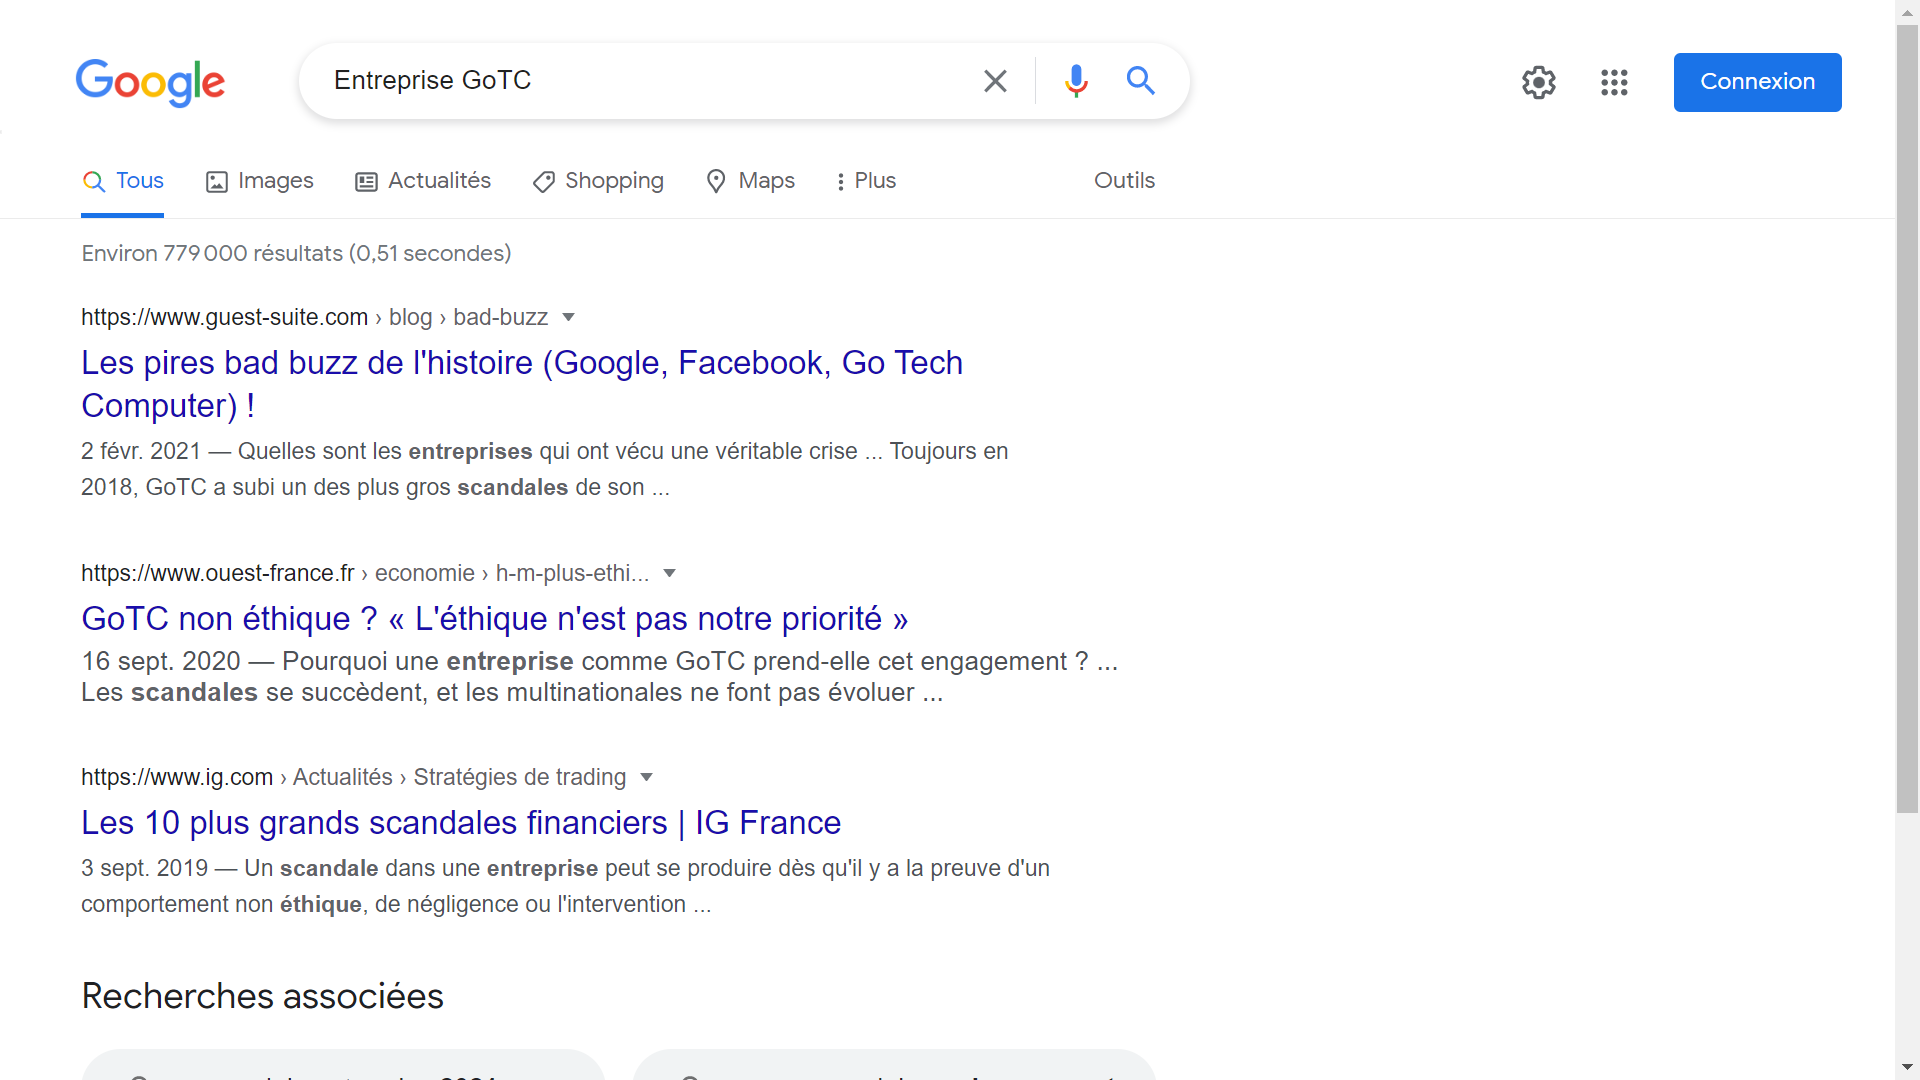 Google
Entreprise GoTC
Connexion
Tous Images Actualités Shopping Maps Plus Outils
Environ 779 000 résultats (0,51 secondes)
https://www.guest-suite.com › blog › bad-buzz
Les pires bad buzz de l'histoire (Google, Facebook, Go Tech
Computer) !
2 févr. 2021 — Quelles sont les entreprises qui ont vécu une véritable crise ... Toujours en
2018, GoTC a subi un des plus gros scandales de son ...
https://www.ouest-france.fr › economie › h-m-plus-ethi...
GoTC non éthique ? « L'éthique n'est pas notre priorité »
16 sept. 2020 — Pourquoi une entreprise comme GoTC prend-elle cet engagement ? ...
Les scandales se succèdent, et les multinationales ne font pas évoluer ...
https://www.ig.com › Actualités › Stratégies de trading
Les 10 plus grands scandales financiers | IG France
3 sept. 2019 — Un scandale dans une entreprise peut se produire dès qu'il y a la preuve d'un
comportement non éthique, de négligence ou l'intervention ...
Recherches associées